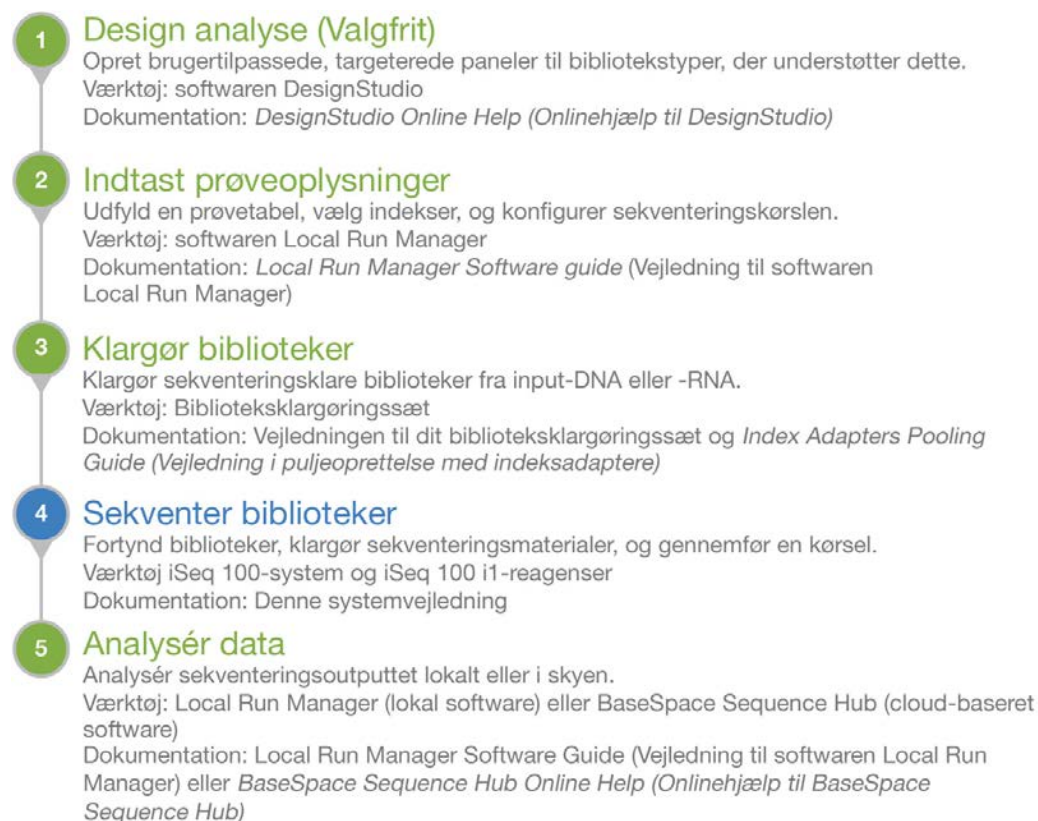 1
Design analyse (Valgfrit)
Opret brugertilpassede, targeterede paneler til bibliotekstyper, der understøtter dette.
Værktøj: softwaren DesignStudio
Dokumentation: DesignStudio Online Help (Onlinehjælp til DesignStudio)
2
Indtast prøveoplysninger
Udfyld en prøvetabel, vælg indekser, og konfigurer sekventeringskørslen.
Værktøj: softwaren Local Run Manager
Dokumentation: Local Run Manager Software guide (Vejledning til softwaren
Local Run Manager)
3
Klargør biblioteker
Klargør sekventeringsklare biblioteker fra input-DNA eller -RNA.
Værktøj: Biblioteksklargøringssæt
Dokumentation: Vejledningen til dit biblioteksklargøringssæt og Index Adapters Pooling
Guide (Vejledning i puljeoprettelse med indeksadaptere)
4
Sekventer biblioteker
Fortynd biblioteker, klargør sekventeringsmaterialer, og gennemfør en kørsel.
Værktøj iSeq 100-system og iSeq 100 i1-reagenser
Dokumentation: Denne systemvejledning
5
Analysér data
Analysér sekventeringsoutputtet lokalt eller i skyen.
Værktøj: Local Run Manager (lokal software) eller BaseSpace Sequence Hub (cloud-baseret
software)
Dokumentation: Local Run Manager Software Guide (Vejledning til softwaren Local Run
Manager) eller BaseSpace Sequence Hub Online Help (Onlinehjælp til BaseSpace
Sequence Hub)